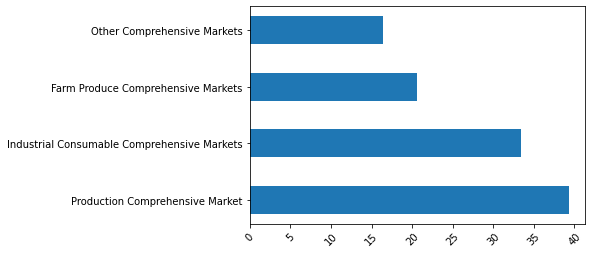 Other Comprehensive Markets
Farm Produce Comprehensive Markets
Industrial Consumable Comprehensive Markets
Production Comprehensive Market
0 5 10 15 20 25 30 35 40